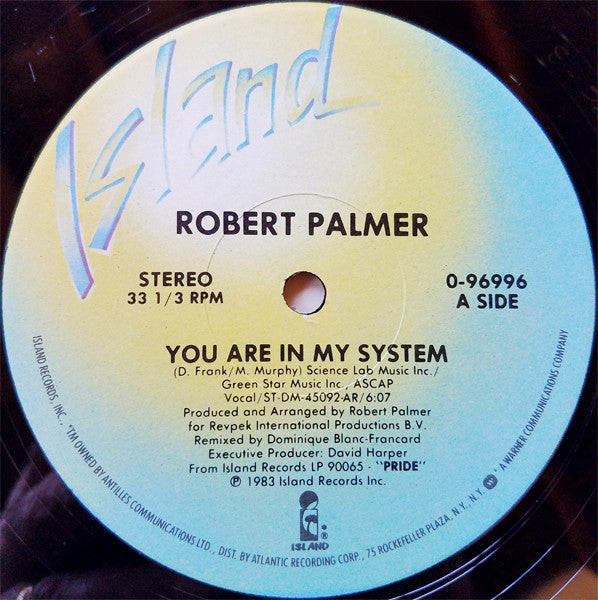 Island
ROBERT PALMER
STEREO
33 1/3 RPM
0-96996
A SIDE
YOU ARE IN MY SYSTEM
(D. Frank/M. Murphy) Science Lab Music Inc./
Green Star Music Inc., ASCAP
Vocal/ST-DM-45092-AR/6:07
Produced and Arranged by Robert Palmer
for Revpek International Productions B.V.
Remixed by Dominique Blanc-Francard
Executive Producer: David Harper
From Island Records LP 90065 - "PRIDE"
℗ 1983 Island Records Inc.
ISLAND
ISLAND RECORDS, INC., *TM OWNED BY ANTILLES COMMUNICATIONS LTD., DIST. BY ATLANTIC RECORDING CORP., 75 ROCKEFELLER PLAZA, N.Y., N.Y. * A WARNER COMMUNICATIONS COMPANY